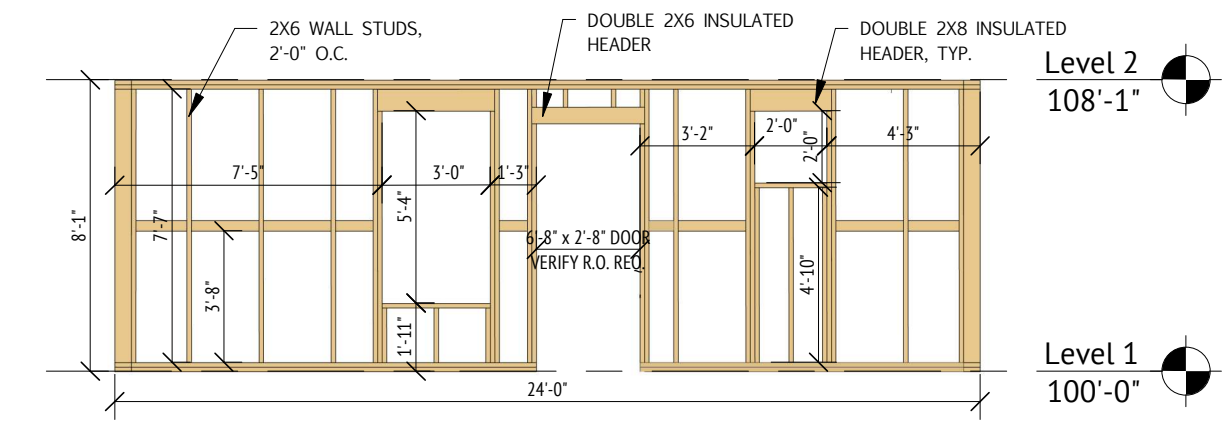 2X6 WALL STUDS,
2'-0" O.C.
DOUBLE 2X6 INSULATED
HEADER
DOUBLE 2X8 INSULATED
HEADER, TYP.
Level 2
108'-1"
3'-2"
2'-0"
2'-0"
4'-3"
7'-5"
3'-0"
1'-3"
5'-4"
8'-1"
7'-7"
6'-8" x 2'-8" DOOR
VERIFY R.O. REQ.
3'-8"
4'-10"
1'-11"
Level 1
100'-0"
24'-0"